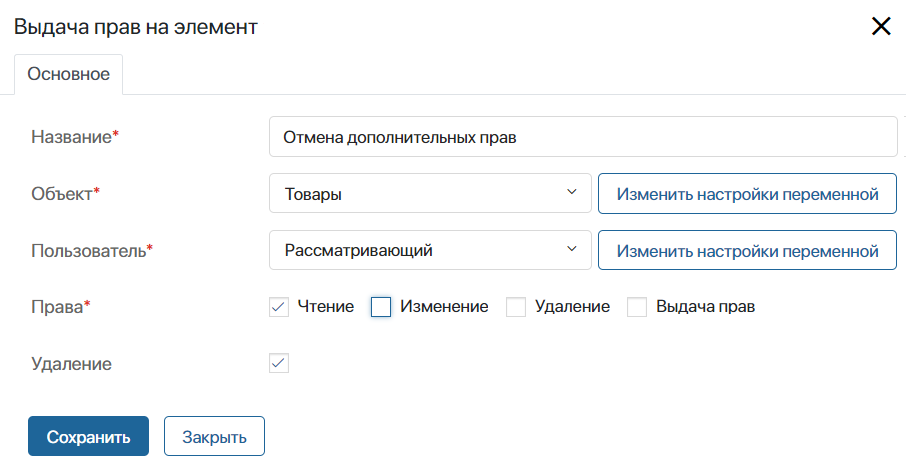 Выдача прав на элемент
Основное
Название*
Отмена дополнительных прав
Объект*
Товары
Изменить настройки переменной
Пользователь*
Рассматривающий
Изменить настройки переменной
Права*
Чтение
Изменение
Удаление
Выдача прав
Удаление
Сохранить
Закрыть